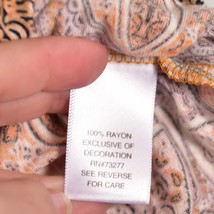 100% RAYON
EXCLUSIVE OF
DECORATION
RN#73277
SEE REVERSE
FOR CARE